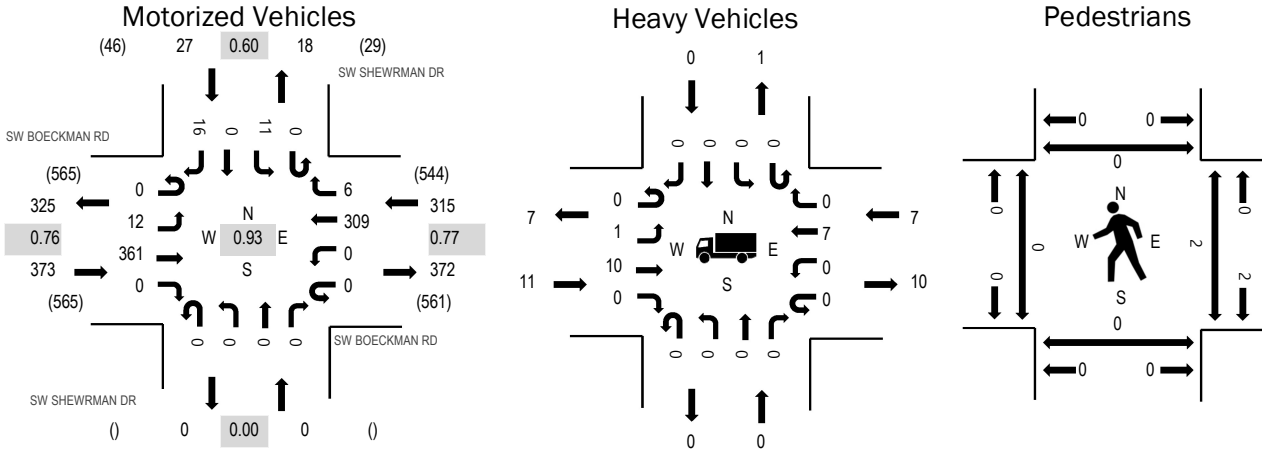 Motorized Vehicles
Heavy Vehicles
Pedestrians
(46) 27 0.60 18 (29)
SW SHEWRMAN DR
SW BOECKMAN RD
16 0 11 0
(565) 0 6 (544)
325 12 N 309 315
0.76 W 0.93 E 0.77
373 361 S 0 372
(565) 0 0 (561)
0 0 0 0
SW BOECKMAN RD
SW SHEWRMAN DR
() 0 0.00 0 ()
0 1
0 0 0 0
0 0
7 1 N 7 7
W E
11 10 S 0 10
0 0
0 0 0 0
0 0
0 0
0
0 N 0
0 W E 2
0 S 2
0
0 0